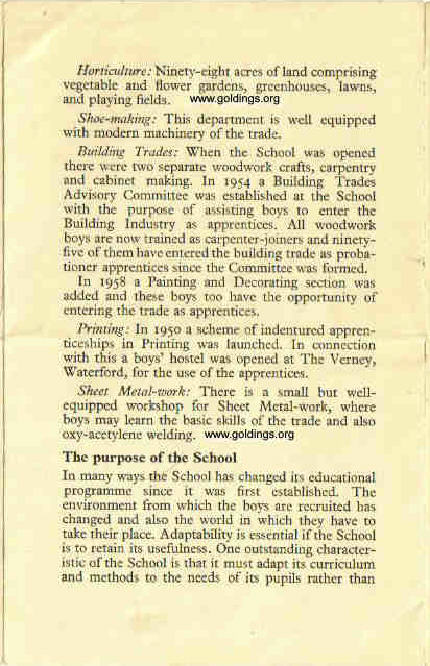 Horticulture: Ninety-eight acres of land comprising
vegetable and flower gardens, greenhouses, lawns,
and playing fields. www.goldings.org
Shoe-making: This department is well equipped
with modern machinery of the trade.
Building Trades: When the School was opened
there were two separate woodwork crafts, carpentry
and cabinet making. In 1954 a Building Trades
Advisory Committee was established at the School
with the purpose of assisting boys to enter the
Building Industry as apprentices. All woodwork
boys are now trained as carpenter-joiners and ninety-
five of them have entered the building trade as proba-
tioner apprentices since the Committee was formed.
In 1958 a Painting and Decorating section was
added and these boys too have the opportunity of
entering the trade as apprentices.
Printing: In 1950 a scheme of indentured appren-
ticeships in Printing was launched. In connection
with this a boys' hostel was opened at The Verney,
Waterford, for the use of the apprentices.
Sheet Metal-work: There is a small but well-
equipped workshop for Sheet Metal-work, where
boys may learn the basic skills of the trade and also
oxy-acetylene welding. www.goldings.org
The purpose of the School
In many ways the School has changed its educational
programme since it was first established. The
environment from which the boys are recruited has
changed and also the world in which they have to
take their place. Adaptability is essential if the School
is to retain its usefulness. One outstanding character-
istic of the School is that it must adapt its curriculum
and methods to the needs of its pupils rather than